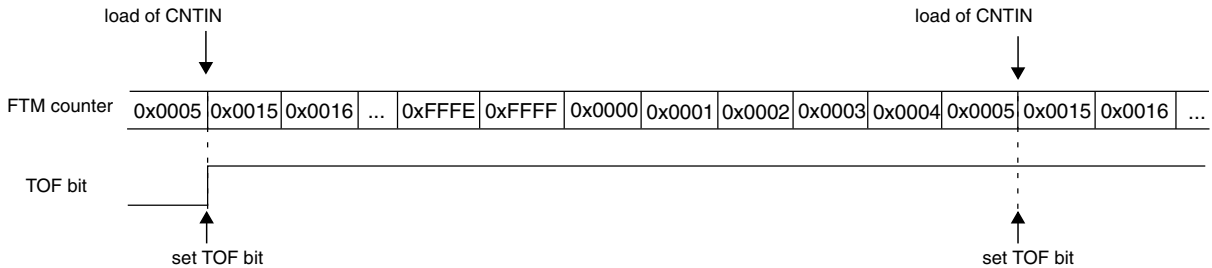 load of CNTIN load of CNTIN
FTM counter 0x0005 0x0015 0x0016 ... 0xFFFE 0xFFFF 0x0000 0x0001 0x0002 0x0003 0x0004 0x0005 0x0015 0x0016 ...
TOF bit
set TOF bit set TOF bit